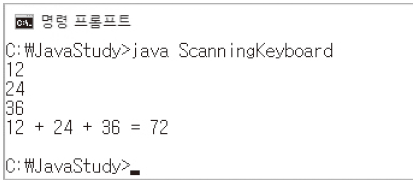 명령 프롬프트
C:₩JavaStudy>java ScanningKeyboard
12
24
36
12 + 24 + 36 = 72
C:₩JavaStudy>